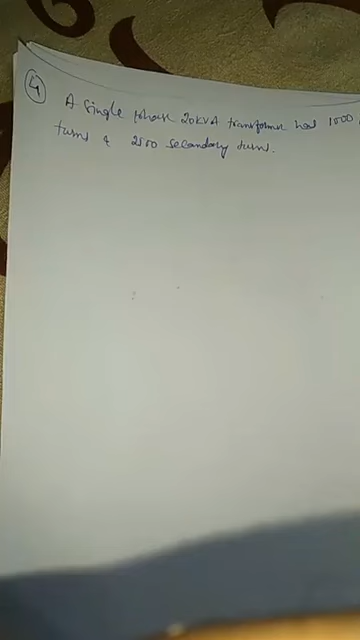 4
A single phase 20KVA transformer has 1000
turns & 2500 secondary turns.